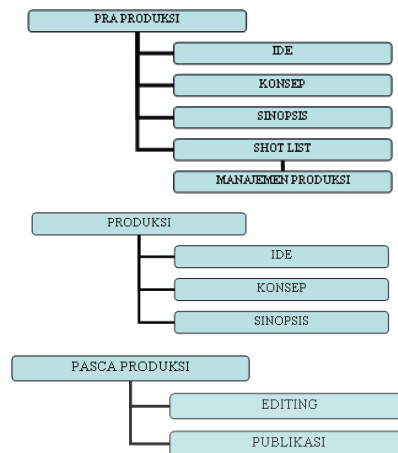 PRA PRODUKSI
IDE
KONSEP
SINOPSIS
SHOT LIST
MANAJEMEN PRODUKSI
PRODUKSI
IDE
KONSEP
SINOPSIS
PASCA PRODUKSI
EDITING
PUBLIKASI